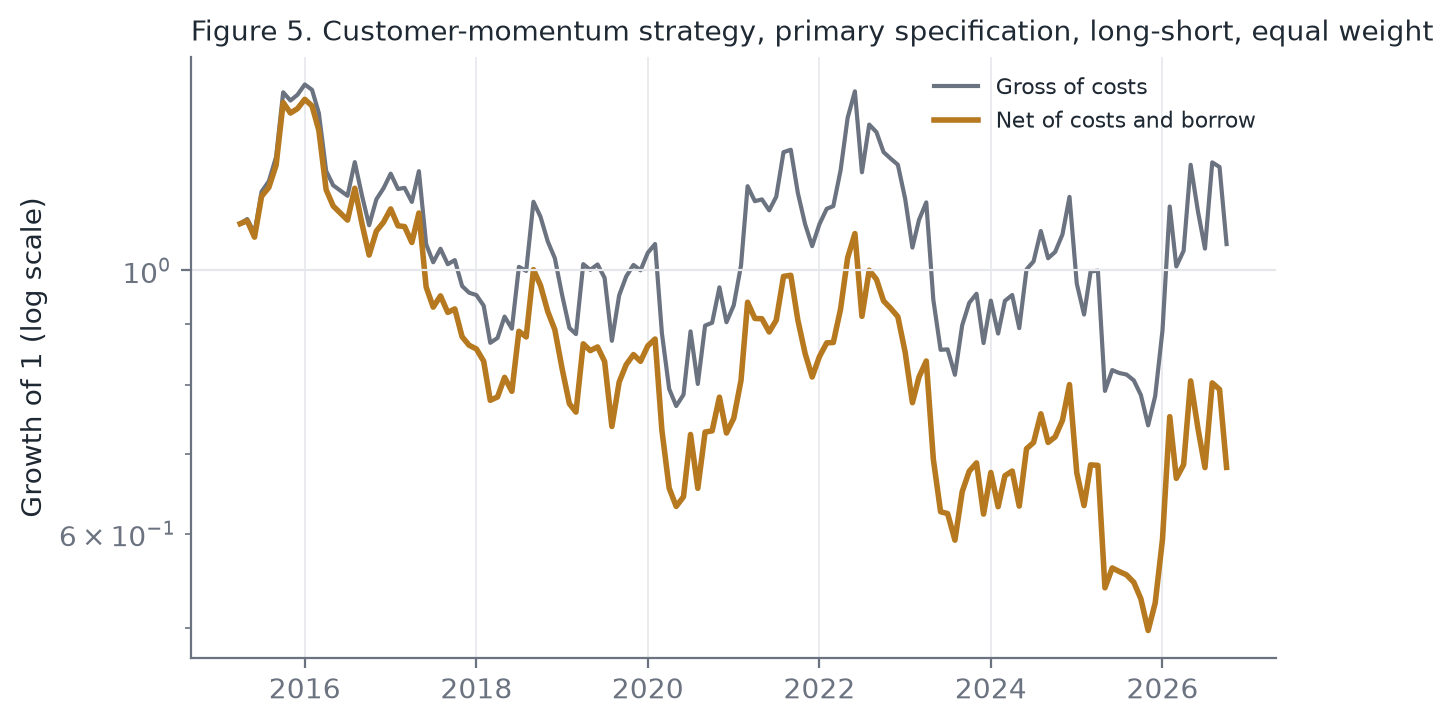 Figure 5. Customer-momentum strategy, primary specification, long-short, equal weight
Gross of costs
Net of costs and borrow
Growth of 1 (log scale)
10⁰
6 × 10⁻¹
2016 2018 2020 2022 2024 2026